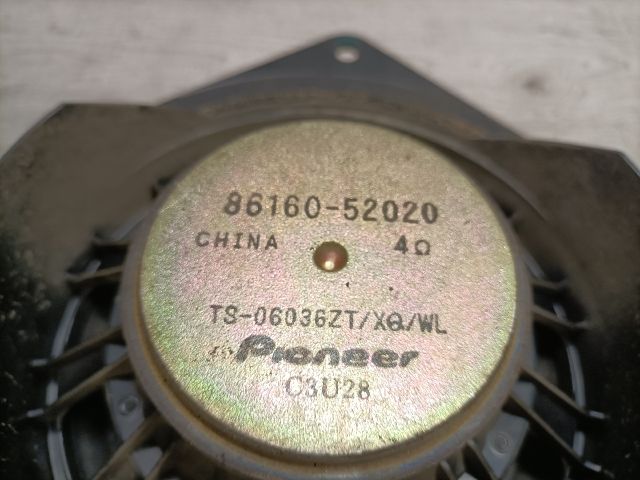 86160-52020
CHINA 4Ω
TS-06036ZT/XQ/WL
Pioneer
C3U28